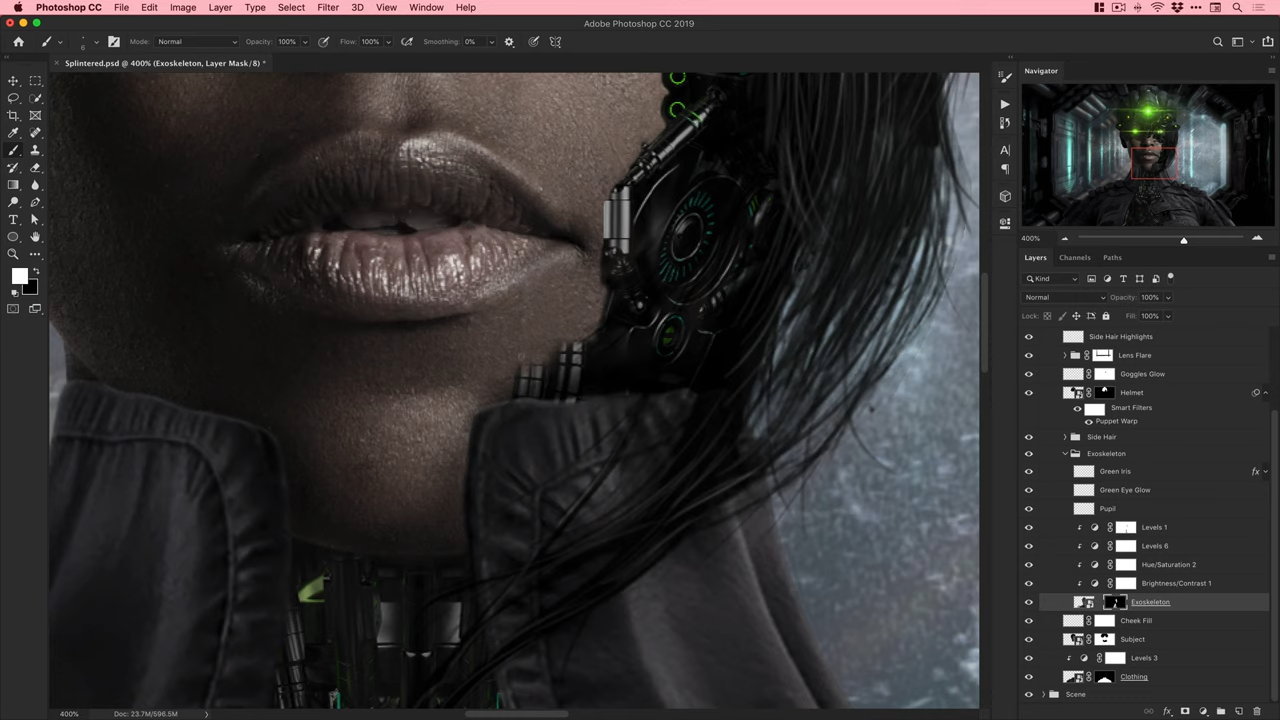 Photoshop CC File Edit Image Layer Type Select Filter 3D View Window Help
Adobe Photoshop CC 2019
6 Mode: Normal Opacity: 100% Flow: 100% Smoothing: 0%
× Splintered.psd @ 400% (Exoskeleton, Layer Mask/8) *
Navigator
400%
Layers Channels Paths
Kind
Normal Opacity: 100%
Lock: Fill: 100%
Side Hair Highlights
Lens Flare
Goggles Glow
Helmet
Smart Filters
Puppet Warp
Side Hair
Exoskeleton
Green Iris fx
Green Eye Glow
Pupil
Levels 1
Levels 6
Hue/Saturation 2
Brightness/Contrast 1
Exoskeleton
Cheek Fill
Subject
Levels 3
Clothing
Scene
400% Doc: 23.7M/596.5M